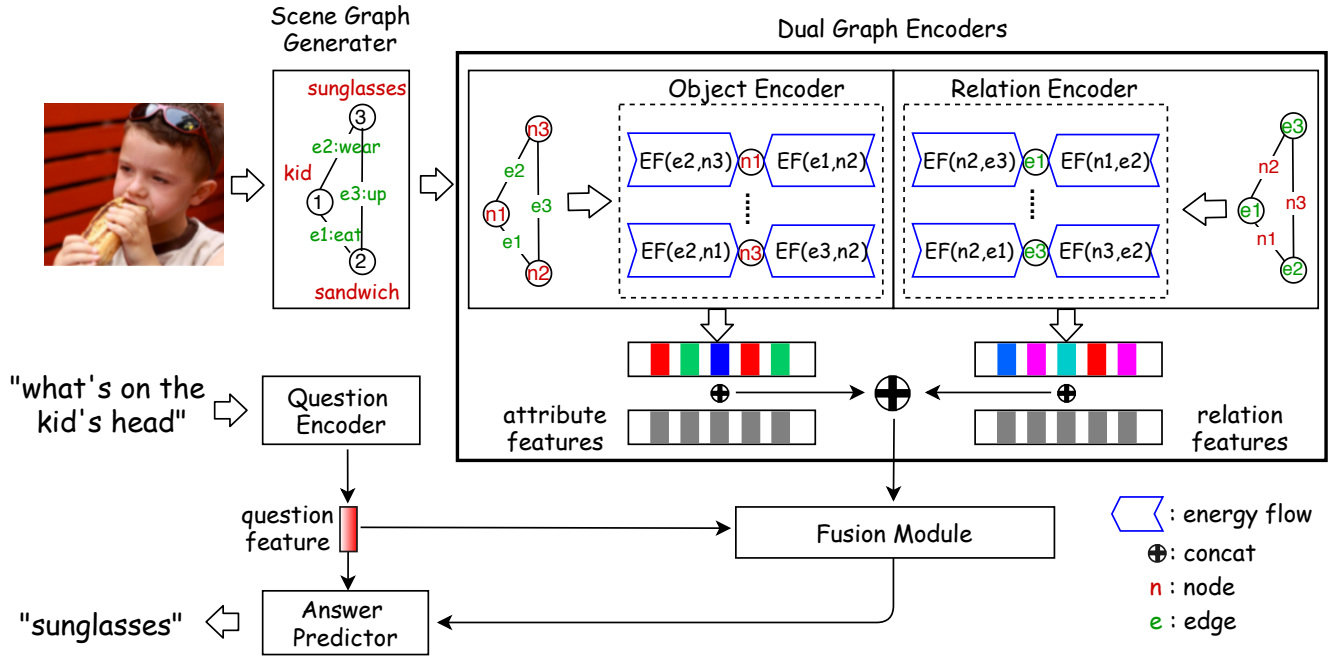 Scene Graph
Generater
Dual Graph Encoders
sunglasses
3
e2:wear
kid
1
e3:up
e1:eat
2
sandwich
n3
e2
n1
e3
e1
n2
Object Encoder
EF(e2,n3)
n1
EF(e1,n2)
EF(e2,n1)
n3
EF(e3,n2)
Relation Encoder
EF(n2,e3)
e1
EF(n1,e2)
EF(n2,e1)
e3
EF(n3,e2)
e3
n2
e1
n3
n1
e2
"what's on the
kid's head"
Question
Encoder
attribute
features
relation
features
question
feature
Fusion Module
"sunglasses"
Answer
Predictor
: energy flow
: concat
n : node
e : edge